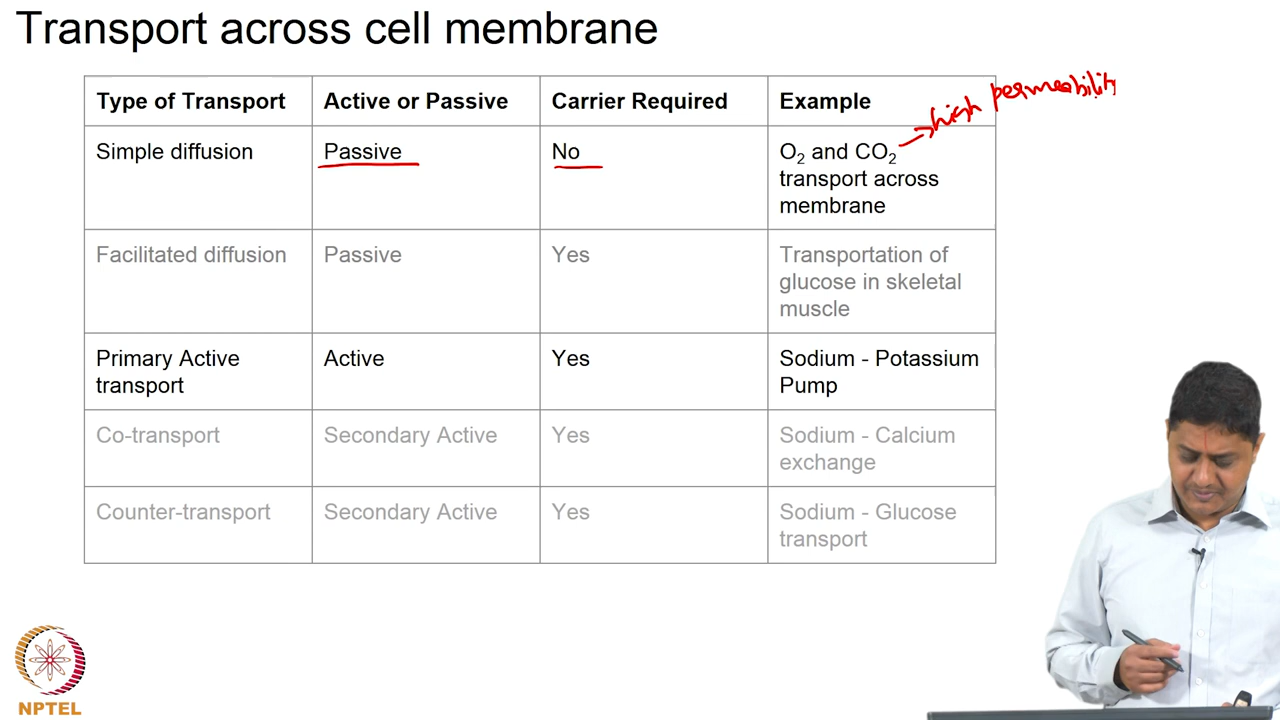 Transport across cell membrane
Type of Transport Active or Passive Carrier Required Example
high permeability
Simple diffusion Passive No O₂ and CO₂
transport across
membrane
Facilitated diffusion Passive Yes Transportation of
glucose in skeletal
muscle
Primary Active
transport Active Yes Sodium - Potassium
Pump
Co-transport Secondary Active Yes Sodium - Calcium
exchange
Counter-transport Secondary Active Yes Sodium - Glucose
transport
NPTEL